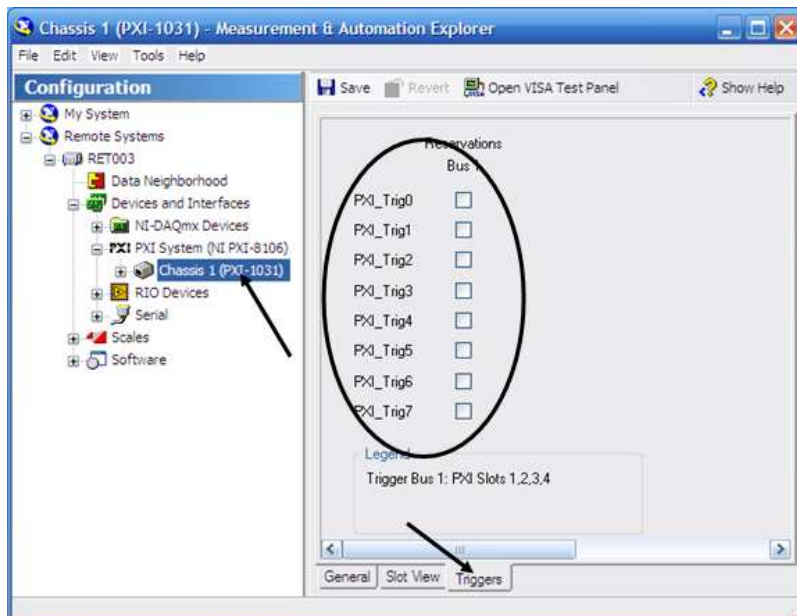 Chassis 1 (PXI-1031) - Measurement & Automation Explorer
File Edit View Tools Help
Configuration
Save Revert Open VISA Test Panel Show Help
My System
Remote Systems
RET003
Data Neighborhood
Devices and Interfaces
NI-DAQmx Devices
PXI PXI System (NI PXI-8106)
Chassis 1 (PXI-1031)
RIO Devices
Serial
Scales
Software
Reservations
Bus 1
PXI_Trig0
PXI_Trig1
PXI_Trig2
PXI_Trig3
PXI_Trig4
PXI_Trig5
PXI_Trig6
PXI_Trig7
Legend
Trigger Bus 1: PXI Slots 1,2,3,4
General Slot View Triggers